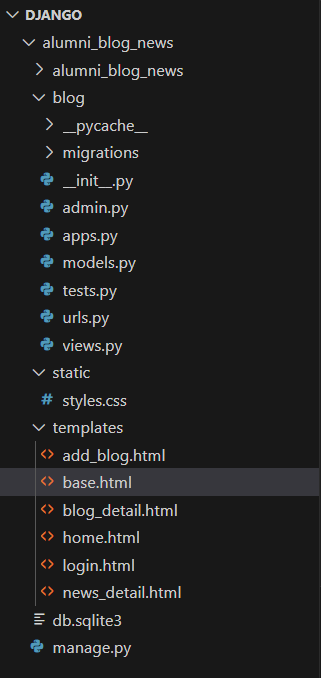 DJANGO
alumni_blog_news
alumni_blog_news
blog
__pycache__
migrations
__init__.py
admin.py
apps.py
models.py
tests.py
urls.py
views.py
static
# styles.css
templates
<> add_blog.html
<> base.html
<> blog_detail.html
<> home.html
<> login.html
<> news_detail.html
db.sqlite3
manage.py